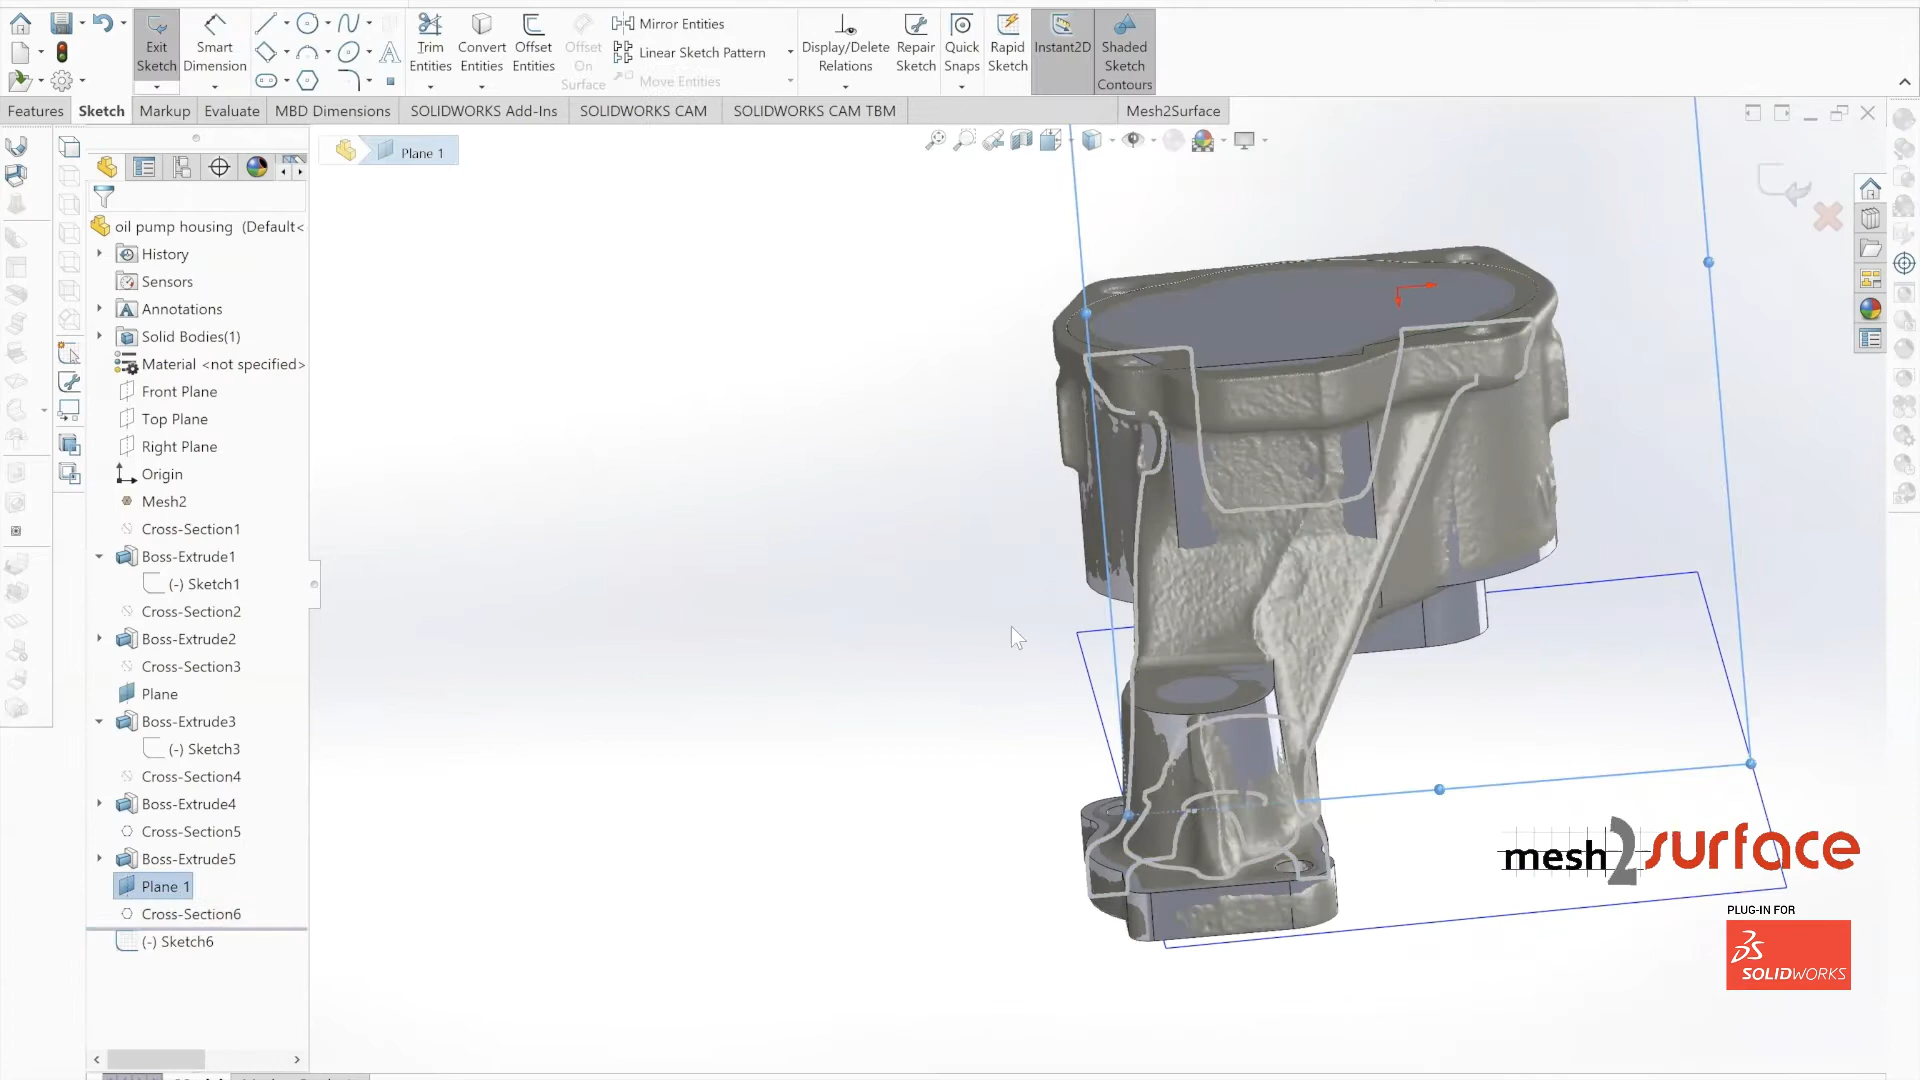 Exit
Sketch
Smart
Dimension
Trim
Entities
Convert
Entities
Offset
Entities
Offset
On
Surface
Mirror Entities
Linear Sketch Pattern
Move Entities
Display/Delete
Relations
Repair
Sketch
Quick
Snaps
Rapid
Sketch
Instant2D
Shaded
Sketch
Contours
Features
Sketch
Markup
Evaluate
MBD Dimensions
SOLIDWORKS Add-Ins
SOLIDWORKS CAM
SOLIDWORKS CAM TBM
Mesh2Surface
Plane 1
oil pump housing (Default<
History
Sensors
Annotations
Solid Bodies(1)
Material <not specified>
Front Plane
Top Plane
Right Plane
Origin
Mesh2
Cross-Section1
Boss-Extrude1
(-) Sketch1
Cross-Section2
Boss-Extrude2
Cross-Section3
Plane
Boss-Extrude3
(-) Sketch3
Cross-Section4
Boss-Extrude4
Cross-Section5
Boss-Extrude5
Plane 1
Cross-Section6
(-) Sketch6
mesh2surface
PLUG-IN FOR
SOLIDWORKS